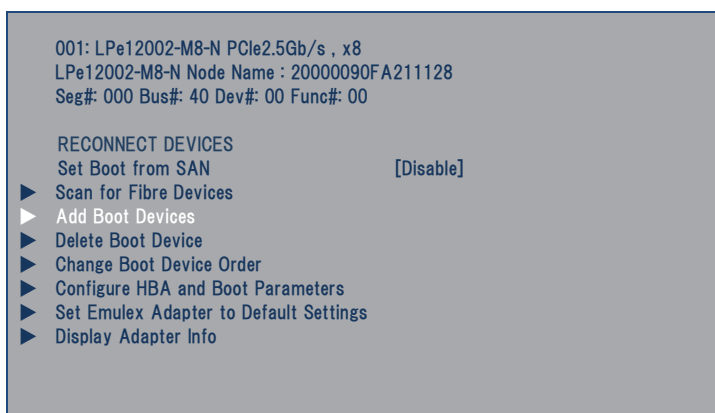 001: LPe12002-M8-N PCIe2.5Gb/s , x8
LPe12002-M8-N Node Name : 20000090FA211128
Seg#: 000 Bus#: 40 Dev#: 00 Func#: 00
RECONNECT DEVICES
Set Boot from SAN [Disable]
▶ Scan for Fibre Devices
▶ Add Boot Devices
▶ Delete Boot Device
▶ Change Boot Device Order
▶ Configure HBA and Boot Parameters
▶ Set Emulex Adapter to Default Settings
▶ Display Adapter Info